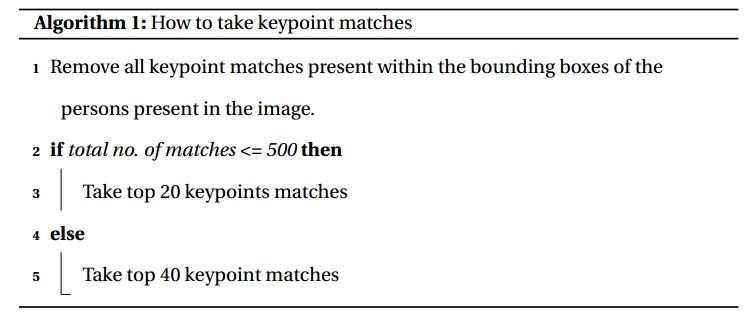 Algorithm 1: How to take keypoint matches
1 Remove all keypoint matches present within the bounding boxes of the
persons present in the image.
2 if total no. of matches <= 500 then
3 Take top 20 keypoints matches
4 else
5 Take top 40 keypoint matches